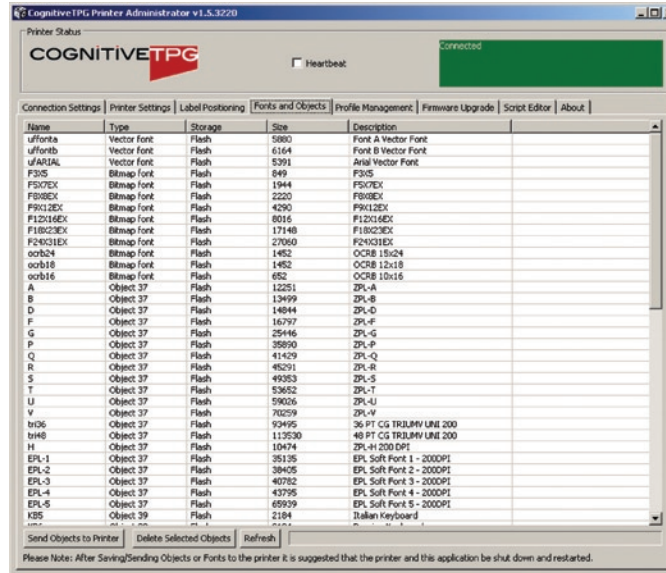 CognitiveTPG Printer Administrator v1.5.3220
Printer Status
COGNITIVETPG
Heartbeat
Connected
Connection Settings Printer Settings Label Positioning Fonts and Objects Profile Management Firmware Upgrade Script Editor About
Name Type Storage Size Description
uffonta Vector font Flash 5880 Font A Vector Font
uffontb Vector font Flash 6164 Font B Vector Font
ufARIAL Vector font Flash 5391 Arial Vector Font
F3X5 Bitmap font Flash 849 F3X5
F5X7EX Bitmap font Flash 1944 F5X7EX
F8X8EX Bitmap font Flash 2220 F8X8EX
F9X12EX Bitmap font Flash 4290 F9X12EX
F12X16EX Bitmap font Flash 8016 F12X16EX
F18X23EX Bitmap font Flash 17148 F18X23EX
F24X31EX Bitmap font Flash 27060 F24X31EX
ocrb24 Bitmap font Flash 1452 OCRB 15x24
ocrb18 Bitmap font Flash 1452 OCRB 12x18
ocrb16 Bitmap font Flash 652 OCRB 10x16
A Object 37 Flash 12251 ZPL-A
B Object 37 Flash 13499 ZPL-B
D Object 37 Flash 14844 ZPL-D
F Object 37 Flash 16797 ZPL-F
G Object 37 Flash 25446 ZPL-G
P Object 37 Flash 35890 ZPL-P
Q Object 37 Flash 41429 ZPL-Q
R Object 37 Flash 45291 ZPL-R
S Object 37 Flash 49353 ZPL-S
T Object 37 Flash 53652 ZPL-T
U Object 37 Flash 59026 ZPL-U
V Object 37 Flash 70259 ZPL-V
tri36 Object 37 Flash 93495 36 PT CG TRIUMV UNI 200
tri48 Object 37 Flash 113530 48 PT CG TRIUMV UNI 200
H Object 37 Flash 10474 ZPL-H 200 DPI
EPL-1 Object 37 Flash 35135 EPL Soft Font 1 - 200DPI
EPL-2 Object 37 Flash 38405 EPL Soft Font 2 - 200DPI
EPL-3 Object 37 Flash 40782 EPL Soft Font 3 - 200DPI
EPL-4 Object 37 Flash 43795 EPL Soft Font 4 - 200DPI
EPL-5 Object 37 Flash 65939 EPL Soft Font 5 - 200DPI
KB5 Object 39 Flash 2184 Italian Keyboard
Send Objects to Printer Delete Selected Objects Refresh
Please Note: After Saving/Sending Objects or Fonts to the printer it is suggested that the printer and this application be shut down and restarted.